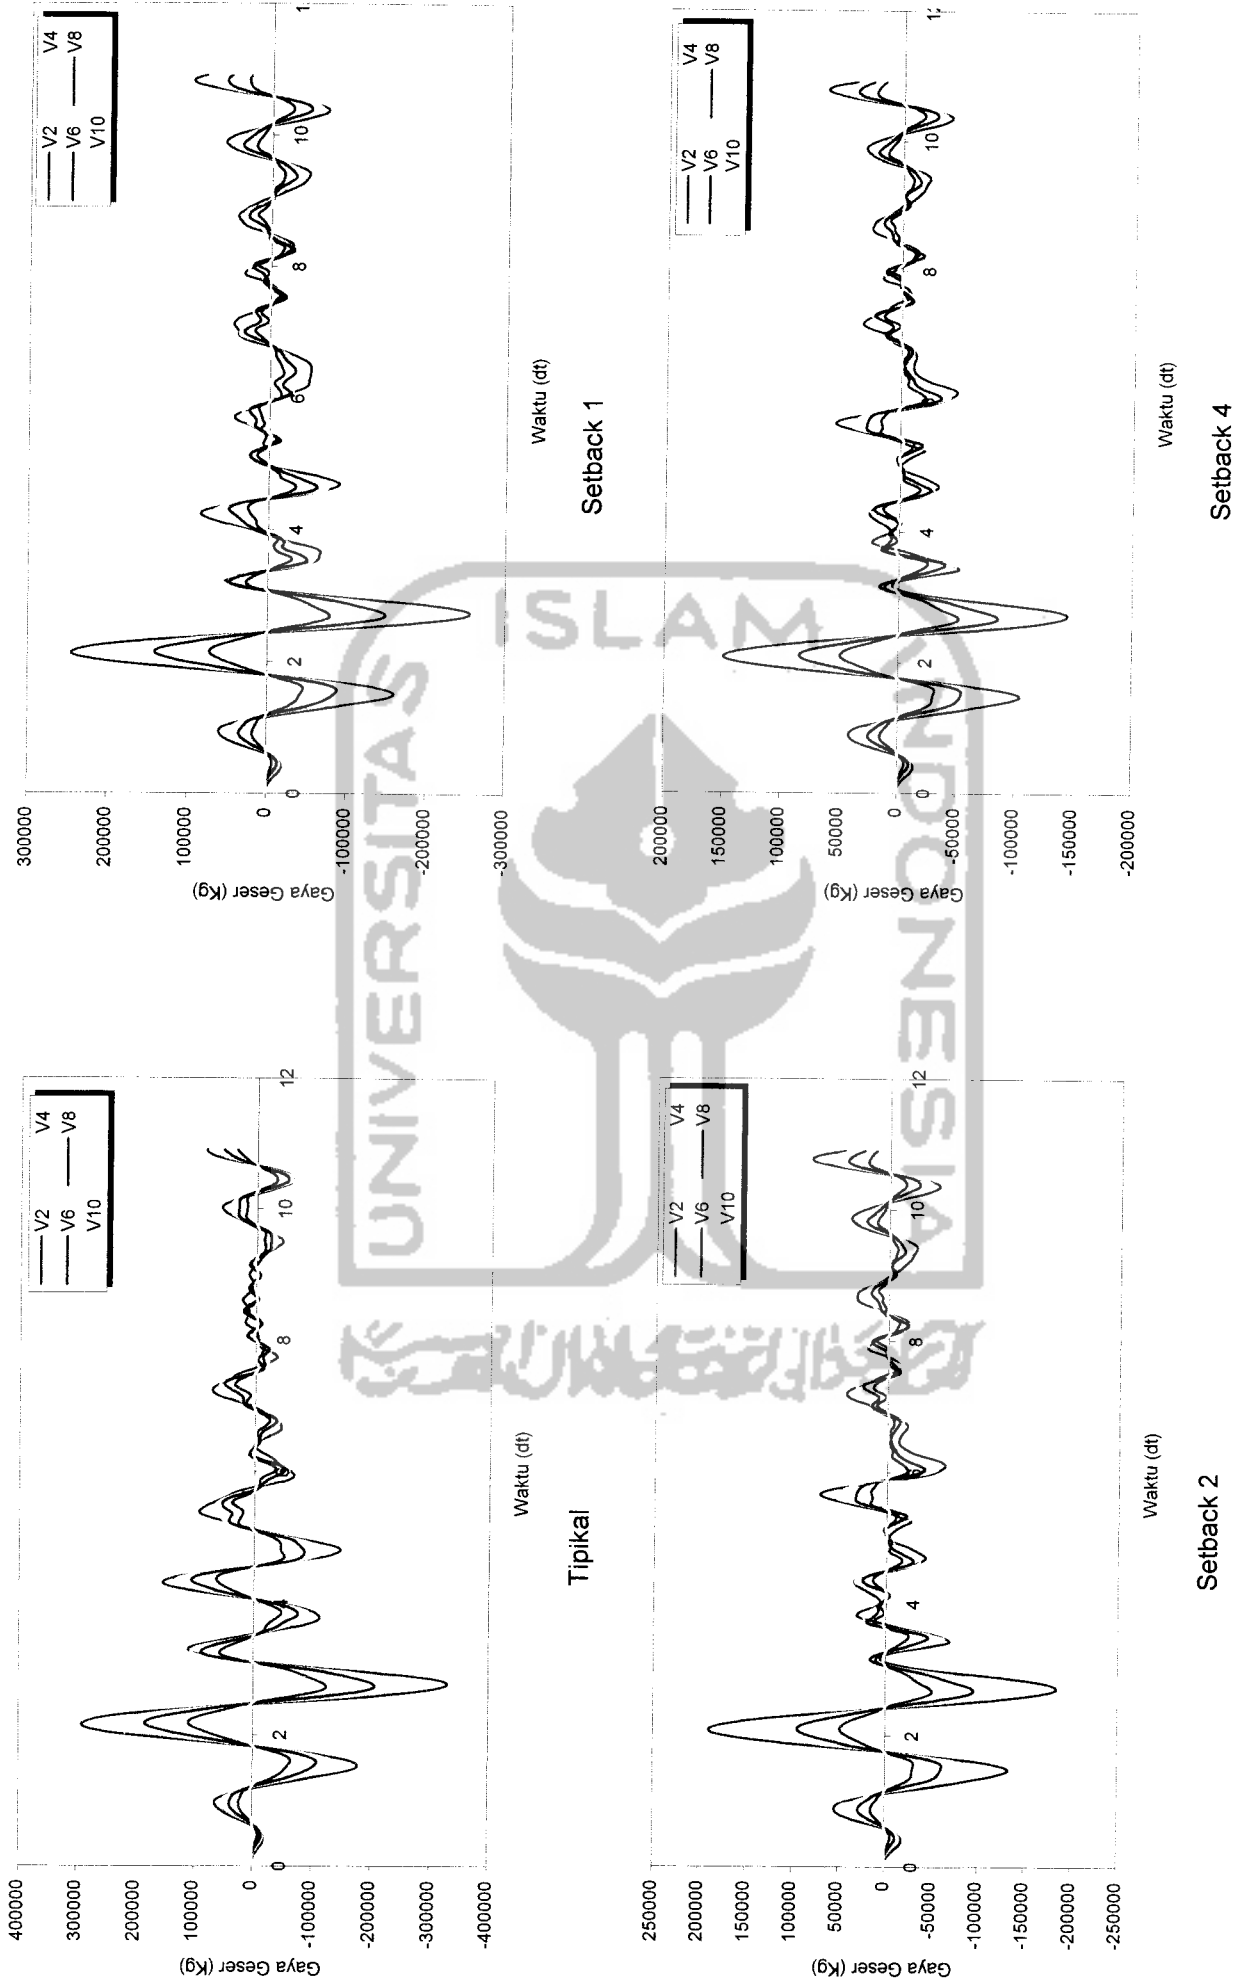 400000
300000
200000
100000
0
-100000
-200000
-300000
-400000
Gaya Geser (Kg)
0
2
4
6
8
10
12
V2
V4
V6
V8
V10
Waktu (dt)
Tipikal
300000
200000
100000
0
-100000
-200000
-300000
Gaya Geser (Kg)
0
2
4
6
8
10
V2
V4
V6
V8
V10
Waktu (dt)
Setback 1
250000
200000
150000
100000
50000
0
-50000
-100000
-150000
-200000
-250000
Gaya Geser (Kg)
0
2
4
6
8
10
12
V2
V4
V6
V8
V10
Waktu (dt)
Setback 2
200000
150000
100000
50000
0
-50000
-100000
-150000
-200000
Gaya Geser (Kg)
0
2
4
8
10
V2
V4
V6
V8
V10
Waktu (dt)
Setback 4
UNIVERSITAS
ISLAM
INDONESIA